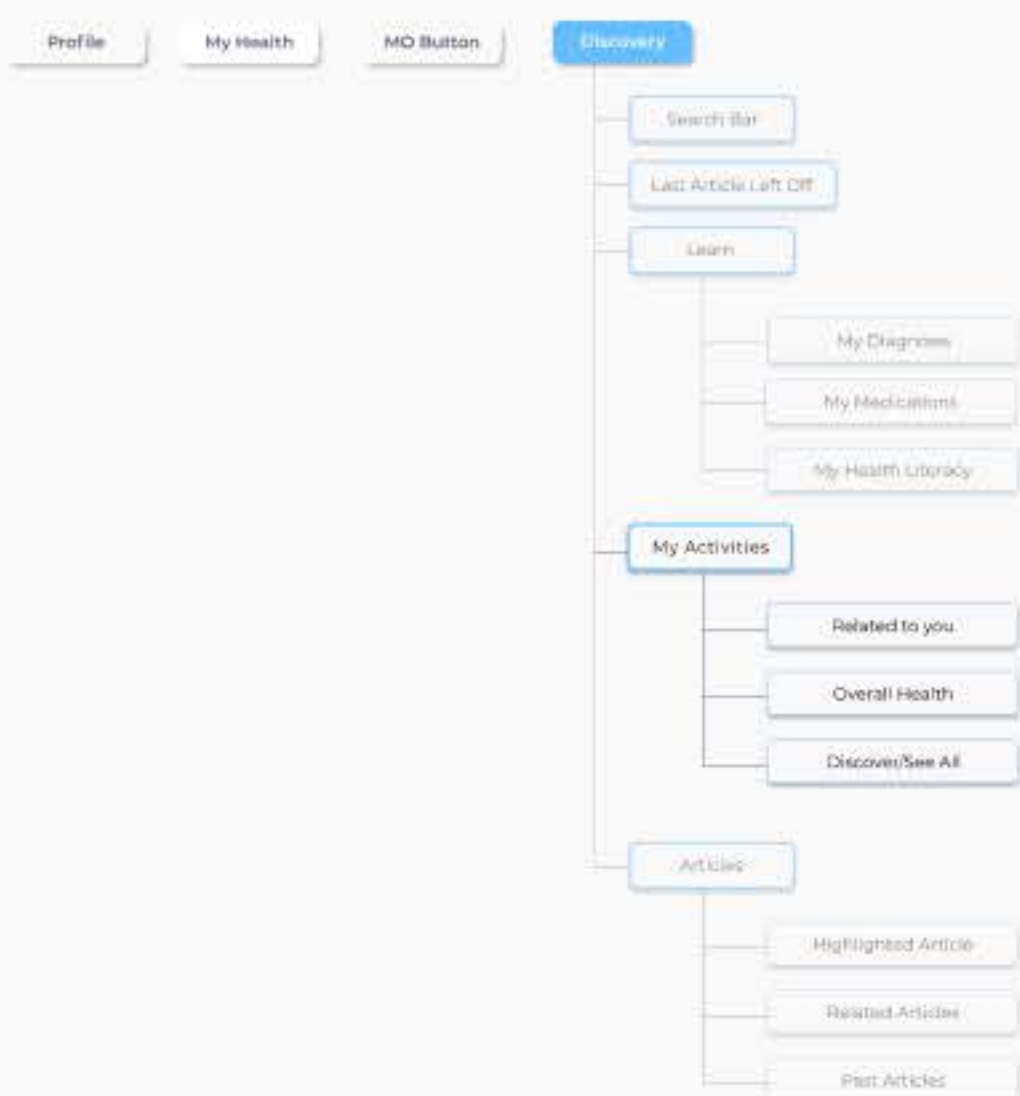 Profile
My Health
MO Button
Discovery
Search Bar
Last Article Left Off
Learn
My Diagnoses
My Medications
My Health Literacy
My Activities
Related to you
Overall Health
Discover/See All
Articles
Highlighted Article
Related Articles
Past Articles